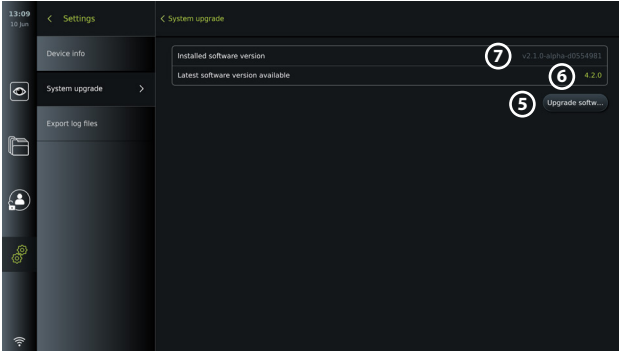 13:09
10 Jun
Settings
System upgrade
Device info
System upgrade
Export log files
Installed software version
7
v2.1.0-alpha-d0554981
Latest software version available
6
4.2.0
5
Upgrade softw...